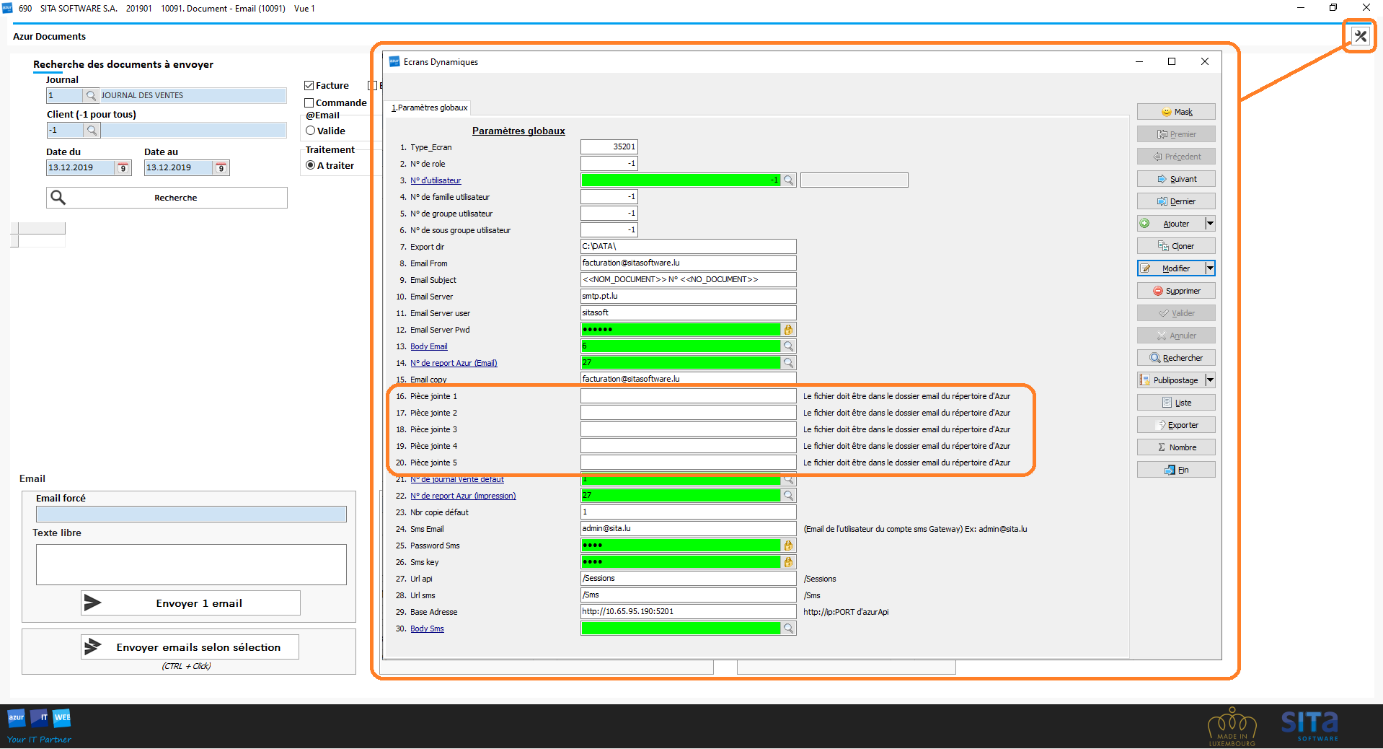 690 SITA SOFTWARE S.A. 201901 10091. Document - Email (10091) Vue 1
Azur Documents
Recherche des documents à envoyer
Journal
1 JOURNAL DES VENTES
Client (-1 pour tous)
-1
Date du Date au
13.12.2019 9 13.12.2019 9
Recherche
Facture
Commande
@Email
Valide
Traitement
A traiter
Email
Email forcé
Texte libre
Envoyer 1 email
Envoyer emails selon sélection
(CTRL + Click)
Ecrans Dynamiques
1.Paramètres globaux
Paramètres globaux
1. Type_Ecran 35201
2. N° de role -1
3. N° d'utilisateur -1
4. N° de famille utilisateur -1
5. N° de groupe utilisateur -1
6. N° de sous groupe utilisateur -1
7. Export dir C:\DATA\
8. Email From facturation@sitasoftware.lu
9. Email Subject <<NOM_DOCUMENT>> N° <<NO_DOCUMENT>>
10. Email Server smtp.pt.lu
11. Email Server user sitasoft
12. Email Server Pwd ••••••
13. Body Email 6
14. N° de report Azur (Email) 27
15. Email copy facturation@sitasoftware.lu
16. Pièce jointe 1 Le fichier doit être dans le dossier email du répertoire d'Azur
17. Pièce jointe 2 Le fichier doit être dans le dossier email du répertoire d'Azur
18. Pièce jointe 3 Le fichier doit être dans le dossier email du répertoire d'Azur
19. Pièce jointe 4 Le fichier doit être dans le dossier email du répertoire d'Azur
20. Pièce jointe 5 Le fichier doit être dans le dossier email du répertoire d'Azur
21. N° de journal vente défaut 1
22. N° de report Azur (impression) 27
23. Nbr copie défaut 1
24. Sms Email admin@sita.lu (Email de l'utilisateur du compte sms Gateway) Ex: admin@sita.lu
25. Password Sms ••••
26. Sms key ••••
27. Url api /Sessions /Sessions
28. Url sms /Sms /Sms
29. Base Adresse http://10.65.95.190:5201 http://ip:PORT d'azurApi
30. Body Sms
Mask
Premier
Précédent
Suivant
Dernier
Ajouter
Cloner
Modifier
Supprimer
Valider
Annuler
Rechercher
Publipostage
Liste
Exporter
Σ Nombre
Fin
azur IT WEB
Your IT Partner
MADE IN
LUXEMBOURG
SITA
SOFTWARE